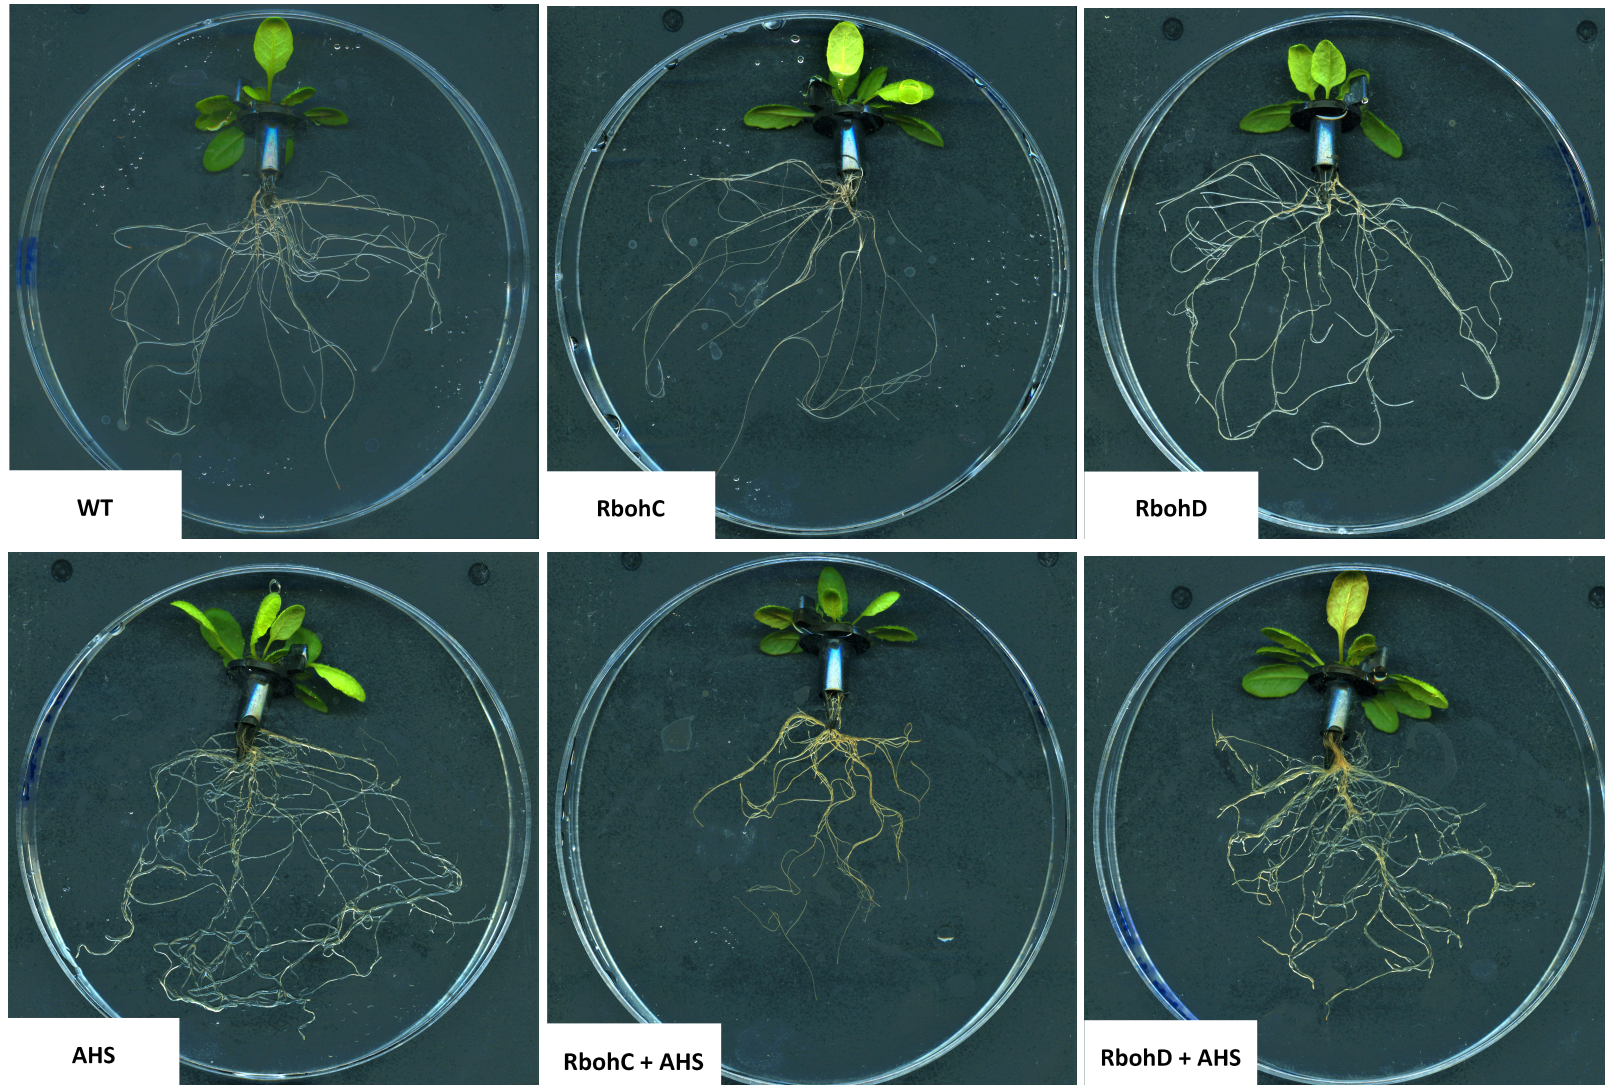 WT
RbohC
RbohD
AHS
RbohC + AHS
RbohD + AHS